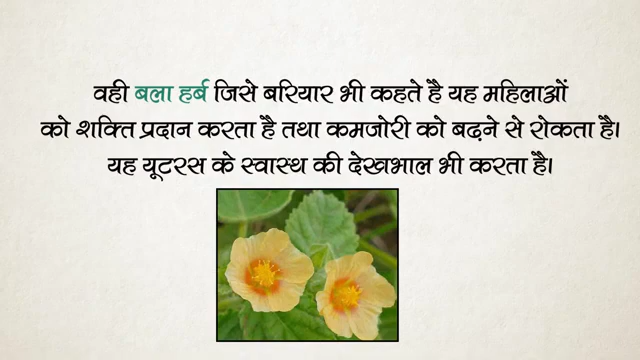 वही बला हर्ब जिसे बरियार भी कहते है यह महिलाओं
को शक्ति प्रदान करता है तथा कमजोरी को बढ़ने से रोकता है।
यह यूटरस के स्वास्थ की देखभाल भी करता है।